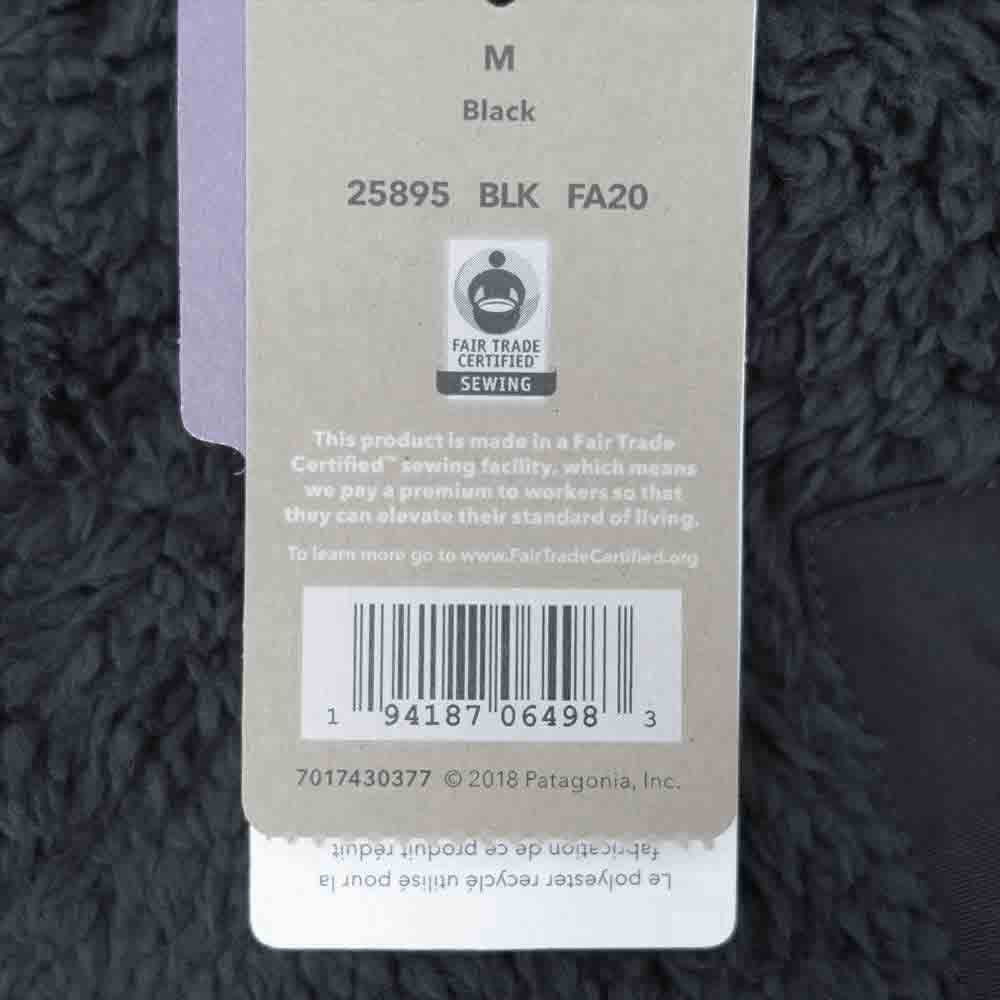 M
Black
25895 BLK FA20
FAIR TRADE
CERTIFIED™
SEWING
This product is made in a Fair Trade
Certified™ sewing facility, which means
we pay a premium to workers so that
they can elevate their standard of living.
To learn more go to www.FairTradeCertified.org
1 94187 06498 3
7017430377 © 2018 Patagonia, Inc.
Le polyester recyclé utilisé pour la
fabrication de ce produit réduit